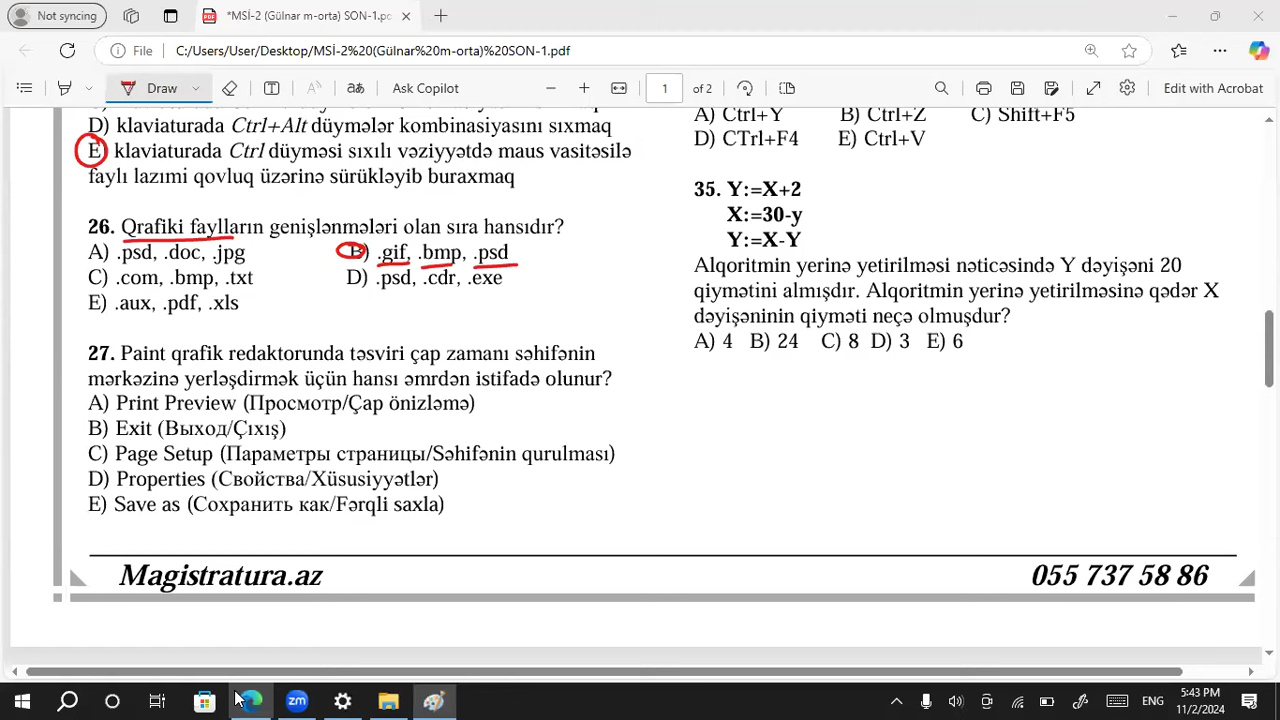 Not syncing
*MSİ-2 (Gülnar m-orta) SON-1.pdf
File C:/Users/User/Desktop/MSİ-2%20(Gülnar%20m-orta)%20SON-1.pdf
Draw
Ask Copilot
1 of 2
Edit with Acrobat
D) klaviaturada Ctrl+Alt düymələr kombinasiyasını sıxmaq
E) klaviaturada Ctrl düyməsi sıxılı vəziyyətdə maus vasitəsilə
faylı lazımi qovluq üzərinə sürükləyib buraxmaq
26. Qrafiki faylların genişlənmələri olan sıra hansıdır?
A) .psd, .doc, .jpg B) .gif, .bmp, .psd
C) .com, .bmp, .txt D) .psd, .cdr, .exe
E) .aux, .pdf, .xls
27. Paint qrafik redaktorunda təsviri çap zamanı səhifənin
mərkəzinə yerləşdirmək üçün hansı əmrdən istifadə olunur?
A) Print Preview (Просмотр/Çap önizləmə)
B) Exit (Выход/Çıxış)
C) Page Setup (Параметры страницы/Səhifənin qurulması)
D) Properties (Свойства/Xüsusiyyətlər)
E) Save as (Сохранить как/Fərqli saxla)
A) Ctrl+Y B) Ctrl+Z C) Shift+F5
D) CTrl+F4 E) Ctrl+V
35. Y:=X+2
X:=30-y
Y:=X-Y
Alqoritmin yerinə yetirilməsi nəticəsində Y dəyişəni 20
qiymətini almışdır. Alqoritmin yerinə yetirilməsinə qədər X
dəyişəninin qiyməti neçə olmuşdur?
A) 4 B) 24 C) 8 D) 3 E) 6
Magistratura.az
055 737 58 86
zm
ENG
5:43 PM
11/2/2024